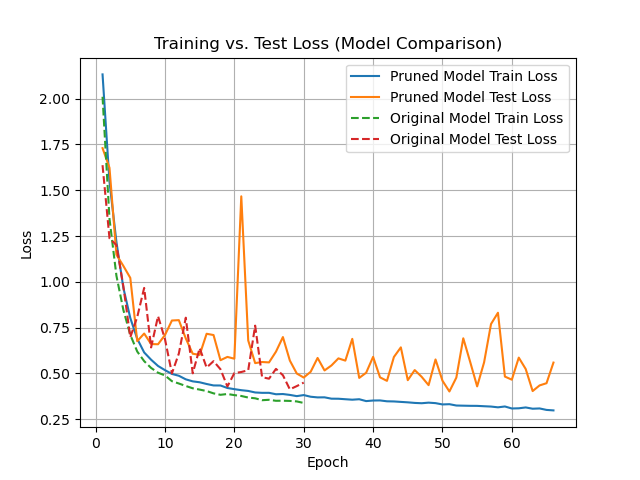 Training vs. Test Loss (Model Comparison)
Pruned Model Train Loss
Pruned Model Test Loss
Original Model Train Loss
Original Model Test Loss
Loss
2.00
1.75
1.50
1.25
1.00
0.75
0.50
0.25
0 10 20 30 40 50 60
Epoch